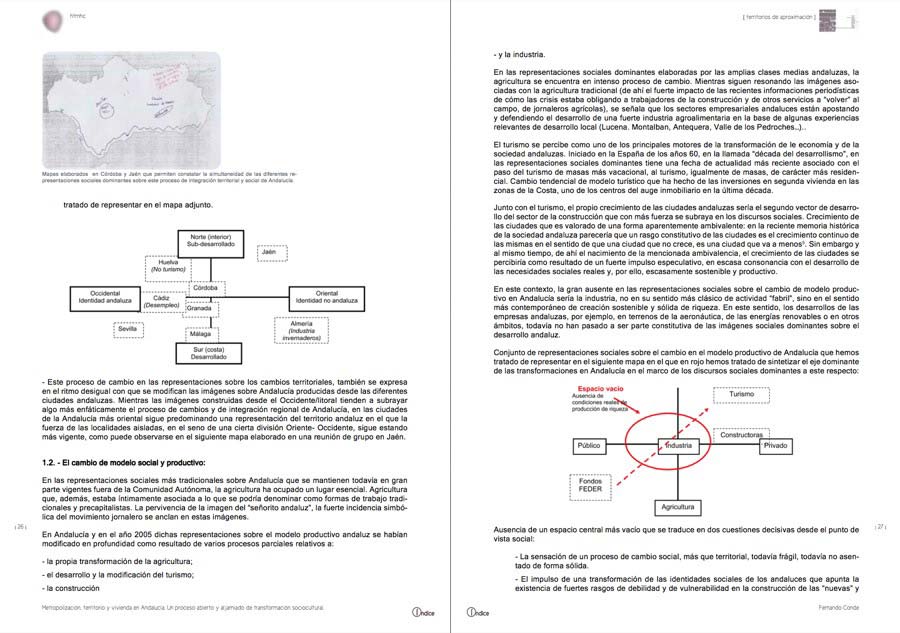 htmhc
Mapas elaborados en Córdoba y Jaén que permiten constatar la simultaneidad de las diferentes re-
presentaciones sociales dominantes sobre este proceso de integración territorial y social de Andalucía.
tratado de representar en el mapa adjunto.
Norte (interior)
Sub-desarrollado
Jaén
Huelva
(No turismo)
Córdoba
Occidental
Identidad andaluza
Cádiz
(Desempleo)
Oriental
Identidad no andaluza
Granada
Sevilla
Málaga
Almería
(Industria
invernaderos)
Sur (costa)
Desarrollado
- Este proceso de cambio en las representaciones sobre los cambios territoriales, también se expresa
en el ritmo desigual con que se modifican las imágenes sobre Andalucía producidas desde las diferentes
ciudades andaluzas. Mientras las imágenes construidas desde el Occidente/litoral tienden a subrayar
algo más enfáticamente el proceso de cambios y de integración regional de Andalucía, en las ciudades
de la Andalucía más oriental sigue predominando una representación del territorio andaluz en el que la
fuerza de las localidades aisladas, en el seno de una cierta división Oriente- Occidente, sigue estando
más vigente, como puede observarse en el siguiente mapa elaborado en una reunión de grupo en Jaén.
1.2. - El cambio de modelo social y productivo:
En las representaciones sociales más tradicionales sobre Andalucía que se mantienen todavía en gran
parte vigentes fuera de la Comunidad Autónoma, la agricultura ha ocupado un lugar esencial. Agricultura
que, además, estaba íntimamente asociada a lo que se podría denominar como formas de trabajo tradi-
cionales y precapitalistas. La pervivencia de la imagen del "señorito andaluz", la fuerte incidencia simbó-
lica del movimiento jornalero se anclan en estas imágenes.
En Andalucía y en el año 2005 dichas representaciones sobre el modelo productivo andaluz se habían
modificado en profundidad como resultado de varios procesos parciales relativos a:
- la propia transformación de la agricultura;
- el desarrollo y la modificación del turismo;
- la construcción
| 26 |
Metropolización, territorio y vivienda en Andalucía. Un proceso abierto y aljamiado de transformación sociocultural.
índice
[ territorios de aproximación ]
- y la industria.
En las representaciones sociales dominantes elaboradas por las amplias clases medias andaluzas, la
agricultura se encuentra en intenso proceso de cambio. Mientras siguen resonando las imágenes aso-
ciadas con la agricultura tradicional (de ahí el fuerte impacto de las recientes informaciones periodísticas
de cómo las crisis estaba obligando a trabajadores de la construcción y de otros servicios a "volver" al
campo, de jornaleros agrícolas), se señala que los sectores empresariales andaluces están apostando
y defendiendo el desarrollo de una fuerte industria agroalimentaria en la base de algunas experiencias
relevantes de desarrollo local (Lucena. Montalban, Antequera, Valle de los Pedroches..)..
El turismo se percibe como uno de los principales motores de la transformación de le economía y de la
sociedad andaluzas. Iniciado en la España de los años 60, en la llamada "década del desarrollismo", en
las representaciones sociales dominantes tiene una fecha de actualidad más reciente asociado con el
paso del turismo de masas más vacacional, al turismo, igualmente de masas, de carácter más residen-
cial. Cambio tendencial de modelo turístico que ha hecho de las inversiones en segunda vivienda en las
zonas de la Costa, uno de los centros del auge inmobiliario en la última década.
Junto con el turismo, el propio crecimiento de las ciudades andaluzas sería el segundo vector de desarro-
llo del sector de la construcción que con más fuerza se subraya en los discursos sociales. Crecimiento de
las ciudades que es valorado de una forma aparentemente ambivalente: en la reciente memoria histórica
de la sociedad andaluza parecería que un rasgo constitutivo de las ciudades es el crecimiento continuo de
las mismas en el sentido de que una ciudad que no crece, es una ciudad que va a menos⁵. Sin embargo y
al mismo tiempo, de ahí el nacimiento de la mencionada ambivalencia, el crecimiento de las ciudades se
percibiría como resultado de un fuerte impulso especulativo, en escasa consonancia con el desarrollo de
las necesidades sociales reales y, por ello, escasamente sostenible y productivo.
En este contexto, la gran ausente en las representaciones sociales sobre el cambio de modelo produc-
tivo en Andalucía sería la industria, no en su sentido más clásico de actividad "fabril", sino en el sentido
más contemporáneo de creación sostenible y sólida de riqueza. En este sentido, los desarrollos de las
empresas andaluzas, por ejemplo, en terrenos de la aeronáutica, de las energías renovables o en otros
ámbitos, todavía no han pasado a ser parte constitutiva de las imágenes sociales dominantes sobre el
desarrollo andaluz.
Conjunto de representaciones sociales sobre el cambio en el modelo productivo de Andalucía que hemos
tratado de representar en el siguiente mapa en el que en rojo hemos tratado de sintetizar el eje dominante
de las transformaciones en Andalucía en el marco de los discursos sociales dominantes a este respecto:
Espacio vacío
Ausencia de
condiciones reales de
producción de riqueza
Turismo
Constructoras
Público
Industria
Privado
Fondos
FEDER
Agricultura
Ausencia de un espacio central más vacío que se traduce en dos cuestiones decisivas desde el punto de
vista social:
- La sensación de un proceso de cambio social, más que territorial, todavía frágil, todavía no asen-
tado de forma sólida.
- El impulso de una transformación de las identidades sociales de los andaluces que apunta la
existencia de fuertes rasgos de debilidad y de vulnerabilidad en la construcción de las "nuevas" y
| 27 |
índice
Fernando Conde